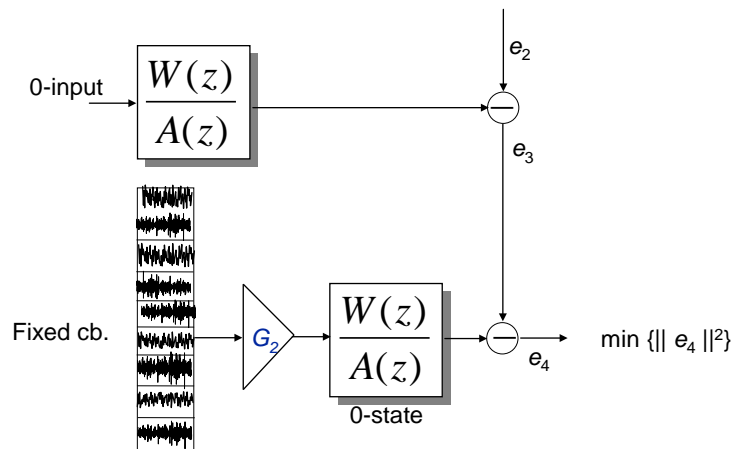 e₂
0-input
W(z)
A(z)
e₃
Fixed cb.
G₂
W(z)
A(z)
e₄
min {|| e₄ ||²}
0-state